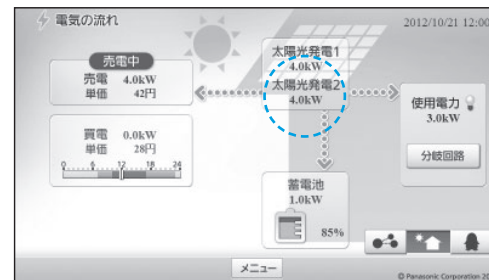 電気の流れ
2012/10/21 12:00
売電中
売電 4.0kW
単価 42円
太陽光発電1
4.0kW
太陽光発電2
4.0kW
使用電力
3.0kW
分岐回路
買電 0.0kW
単価 28円
0 6 12 18 24
蓄電池
1.0kW
85%
メニュー
© Panasonic Corporation 20